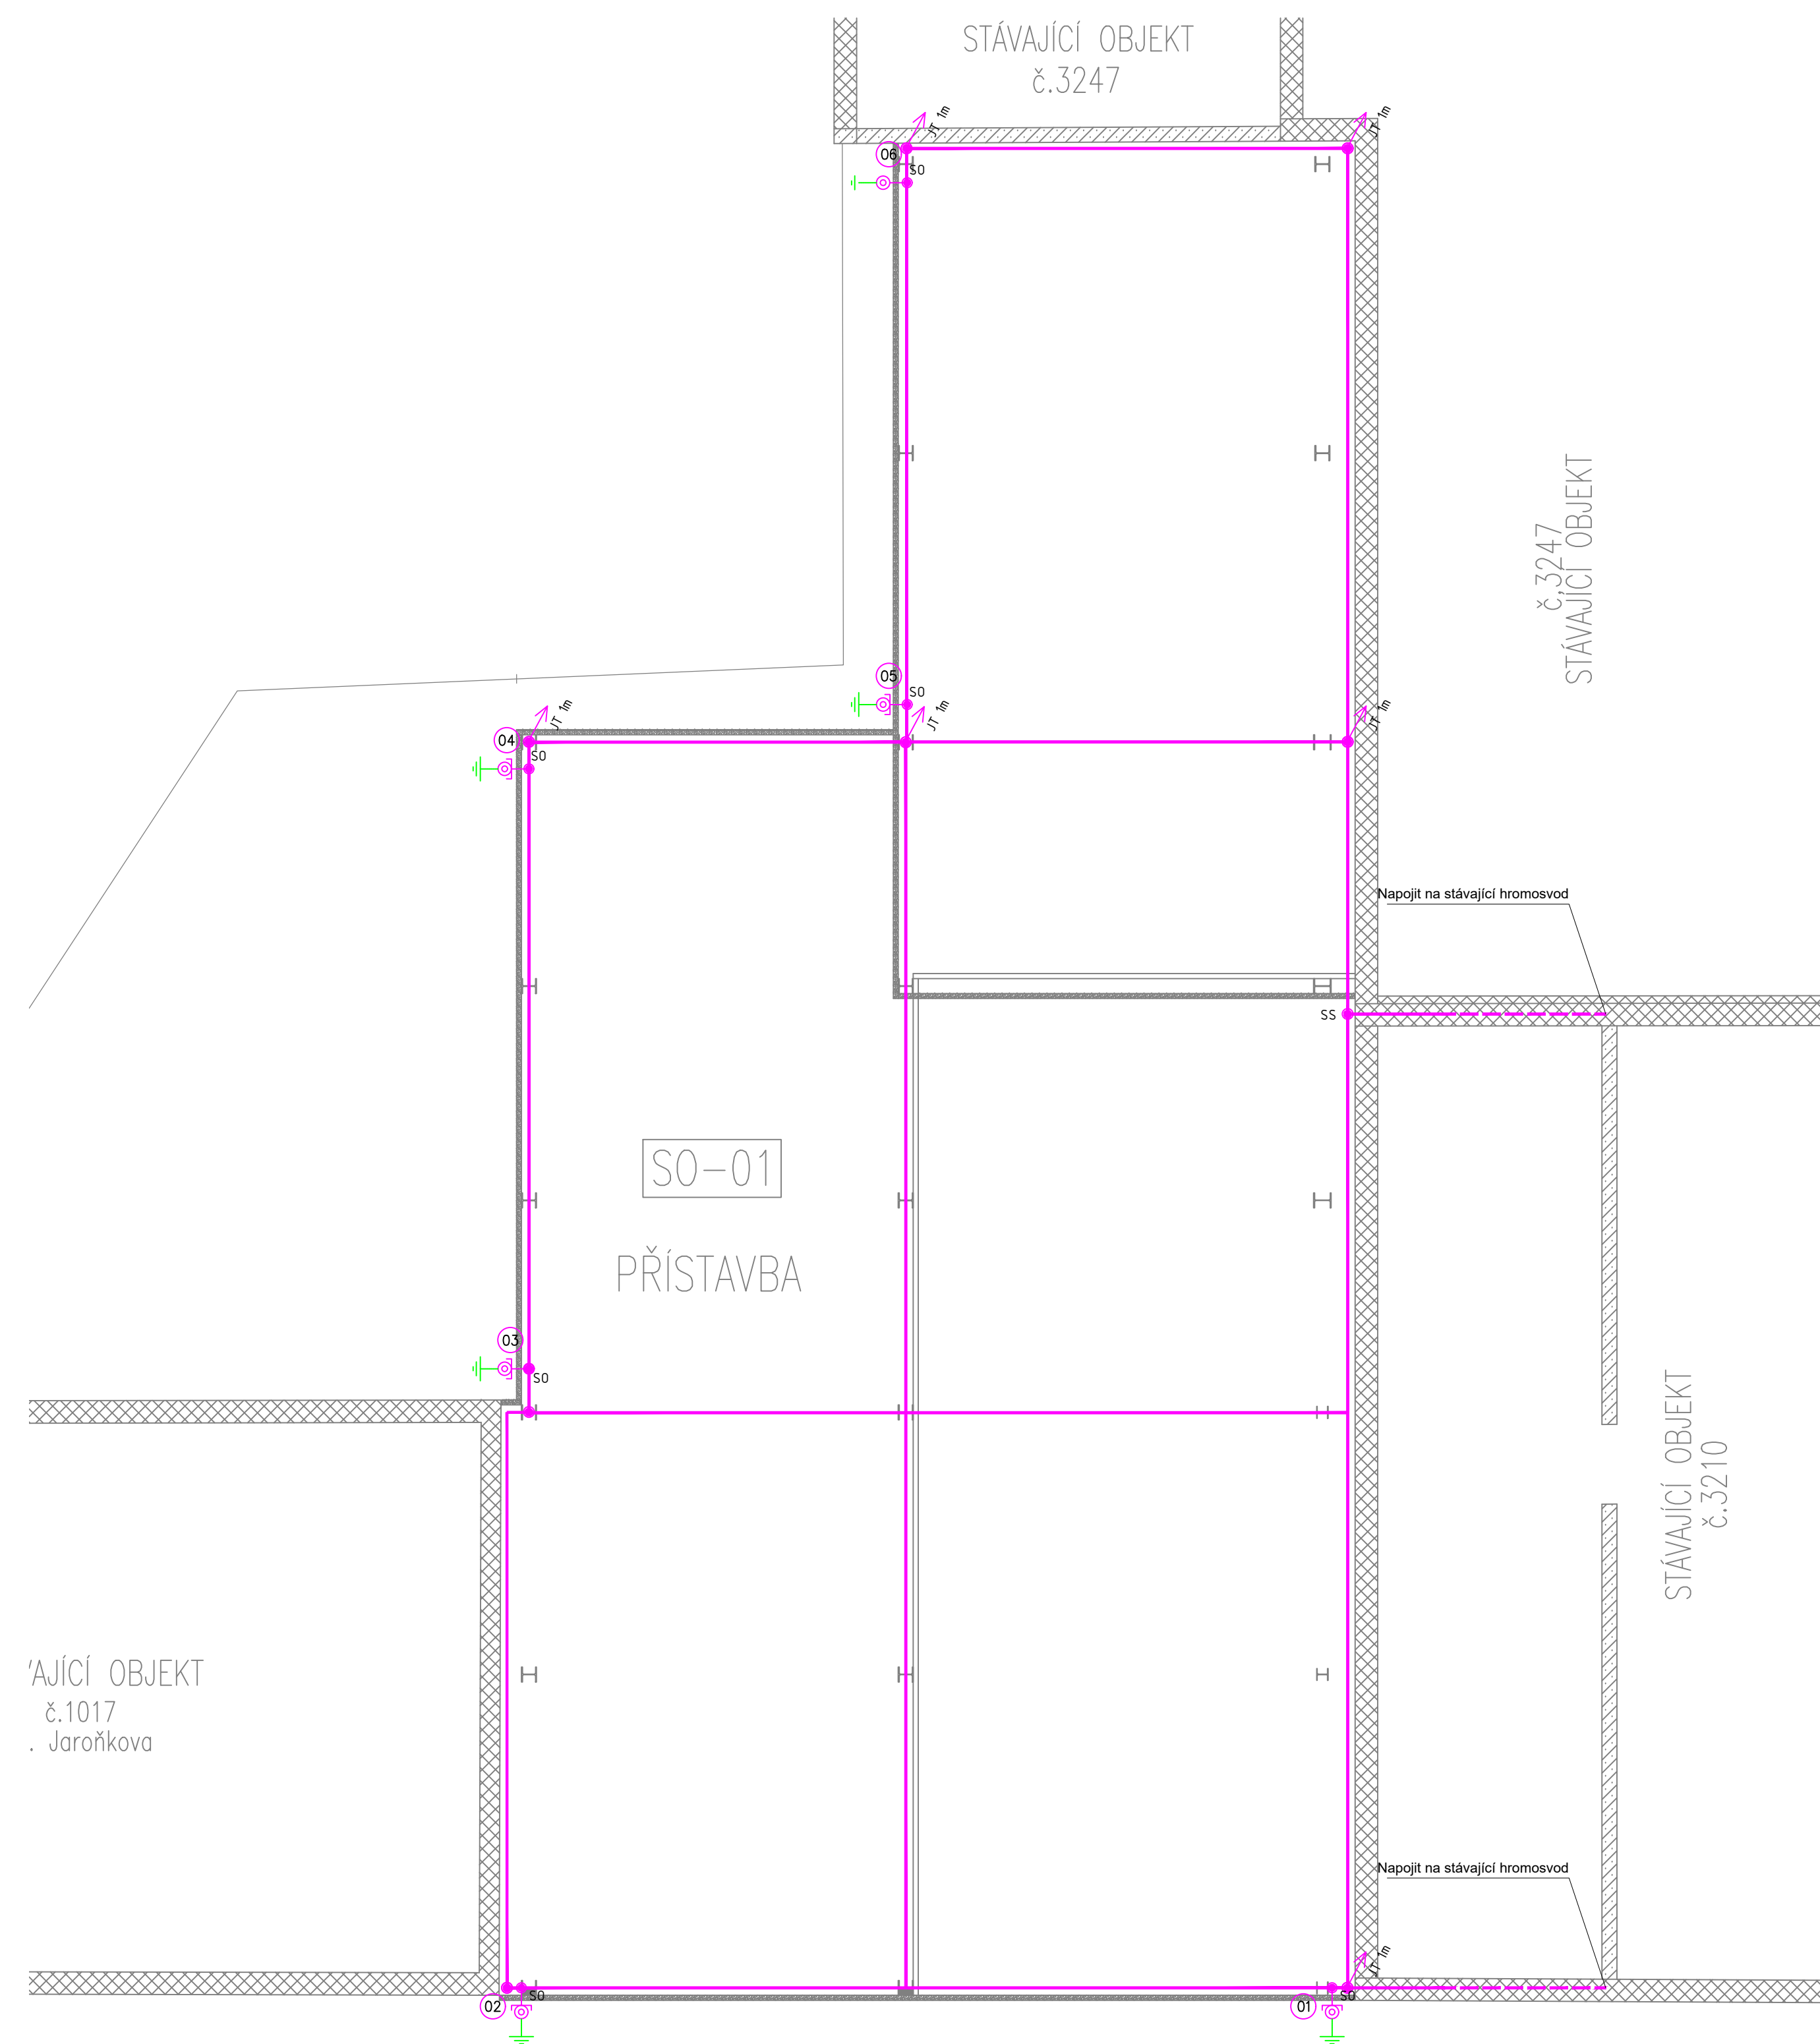 STÁVAJÍCÍ OBJEKT
č.3247
JT 1m
JT 1m
06
SO
č,3247
STÁVAJÍCÍ OBJEKT
05
SO
JT 1m
JT 1m
JT 1m
04
SO
Napojit na stávající hromosvod
SS
SO-01
PŘÍSTAVBA
03
SO
STÁVAJÍCÍ OBJEKT
č.3210
VAJÍCÍ OBJEKT
č.1017
. Jaroňkova
Napojit na stávající hromosvod
JT 1m
SO
02
SO
01